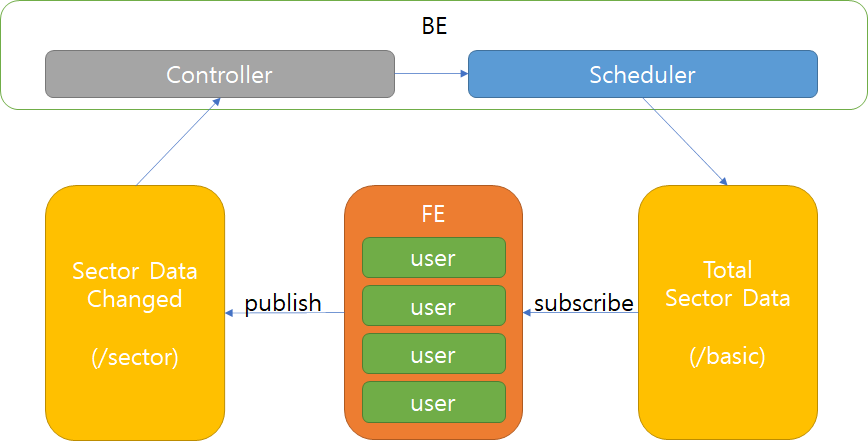 BE
Controller
Scheduler
Sector Data
Changed
(/sector)
publish
FE
user
user
user
user
subscribe
Total
Sector Data
(/basic)